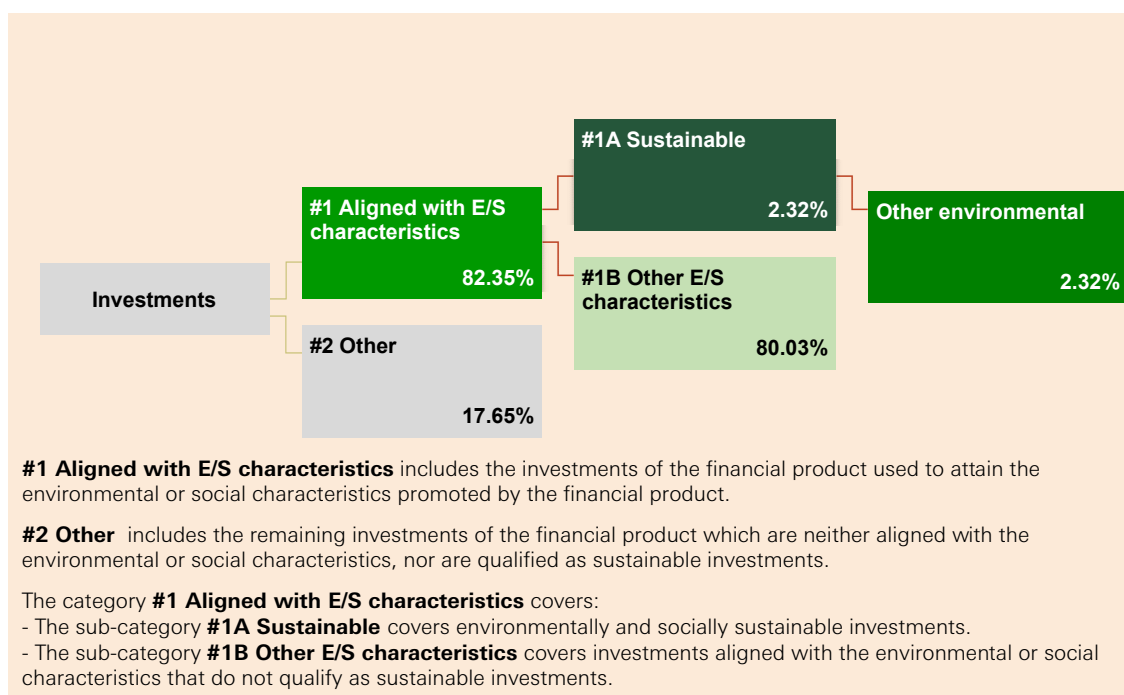 #1A Sustainable
2.32%
#1 Aligned with E/S
characteristics
82.35%
Other environmental
2.32%
Investments
#1B Other E/S
characteristics
80.03%
#2 Other
17.65%
#1 Aligned with E/S characteristics includes the investments of the financial product used to attain the
environmental or social characteristics promoted by the financial product.
#2 Other  includes the remaining investments of the financial product which are neither aligned with the
environmental or social characteristics, nor are qualified as sustainable investments.
The category #1 Aligned with E/S characteristics covers:
- The sub-category #1A Sustainable covers environmentally and socially sustainable investments.
- The sub-category #1B Other E/S characteristics covers investments aligned with the environmental or social
characteristics that do not qualify as sustainable investments.